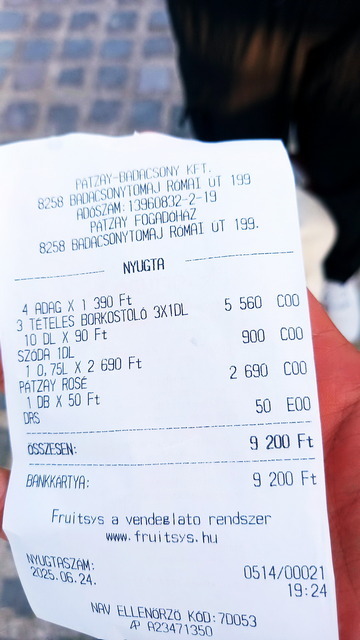 PATZAY-BADACSONY KFT.
8258 BADACSONYTOMAJ RÓMAI ÚT 199
ADÓSZÁM:13960832-2-19
PATZAY FOGADÓHÁZ
8258 BADACSONYTOMAJ RÓMAI ÚT 199.
NYUGTA
4 ADAG X 1 390 Ft
3 TÉTELES BORKÓSTOLÓ 3X1DL 5 560 C00
10 DL X 90 Ft
SZÓDA 1DL 900 C00
1 0,75L X 2 690 Ft
PATZAY ROSÉ 2 690 C00
1 DB X 50 Ft
DRS 50 E00
ÖSSZESEN: 9 200 Ft
BANKKÁRTYA: 9 200 Ft
Fruitsys a vendéglátó rendszer
www.fruitsys.hu
NYUGTASZÁM: 0514/00021
2025.06.24. 19:24
NAV ELLENŐRZŐ KÓD:7D053
AP A23471350